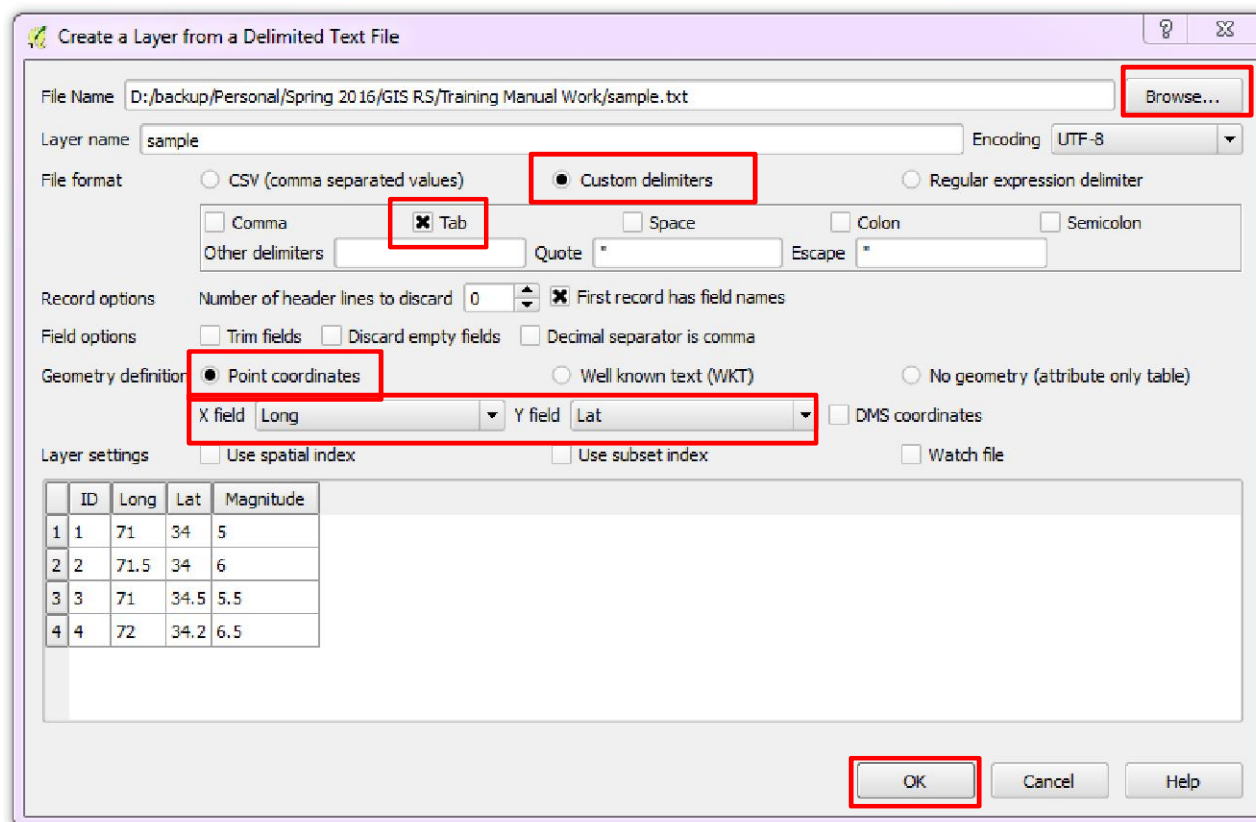 Create a Layer from a Delimited Text File
File Name D:/backup/Personal/Spring 2016/GIS RS/Training Manual Work/sample.txt Browse...
Layer name sample Encoding UTF-8
File format CSV (comma separated values) Custom delimiters Regular expression delimiter
Comma Tab Space Colon Semicolon
Other delimiters Quote " Escape "
Record options Number of header lines to discard 0 First record has field names
Field options Trim fields Discard empty fields Decimal separator is comma
Geometry definition Point coordinates Well known text (WKT) No geometry (attribute only table)
X field Long Y field Lat DMS coordinates
Layer settings Use spatial index Use subset index Watch file
ID Long Lat Magnitude
1 1 71 34 5
2 2 71.5 34 6
3 3 71 34.5 5.5
4 4 72 34.2 6.5
OK Cancel Help